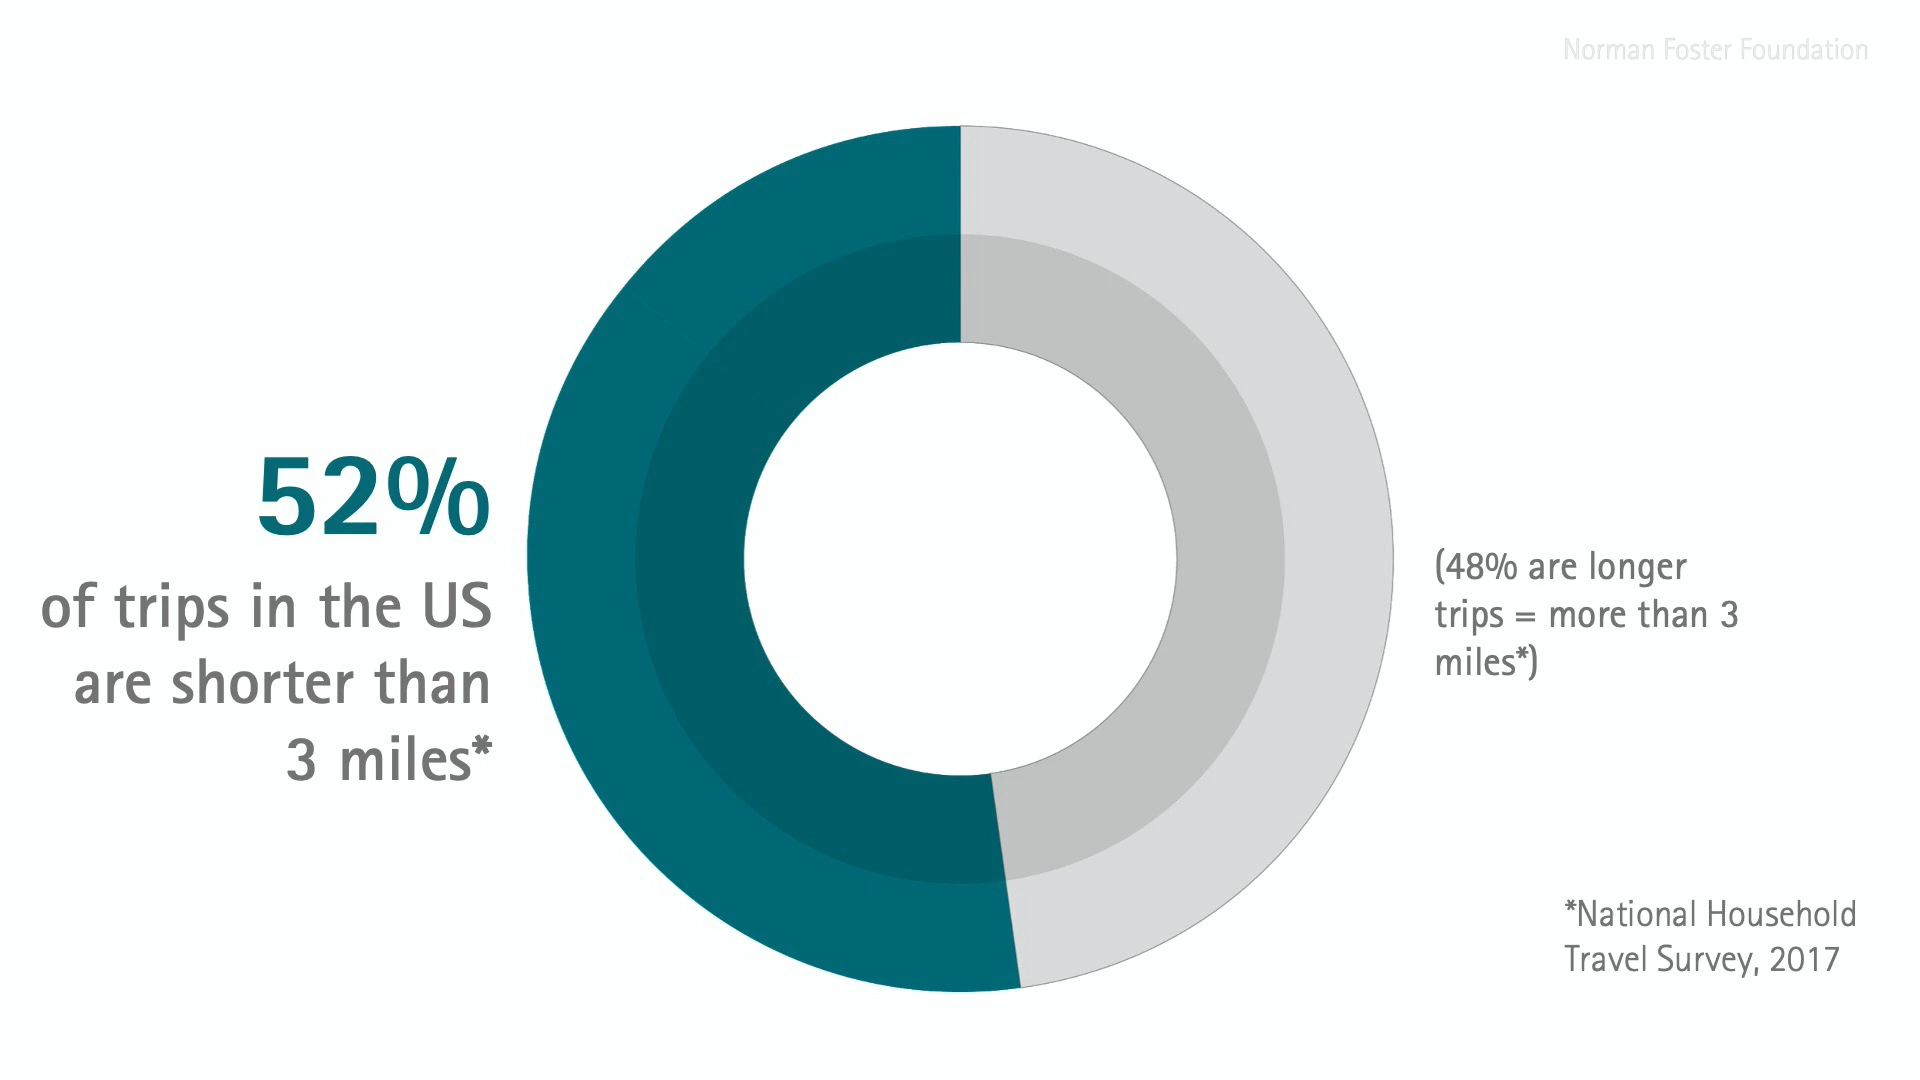 Norman Foster Foundation
52%
of trips in the US
are shorter than
3 miles*
(48% are longer
trips = more than 3
miles*)
*National Household
Travel Survey, 2017